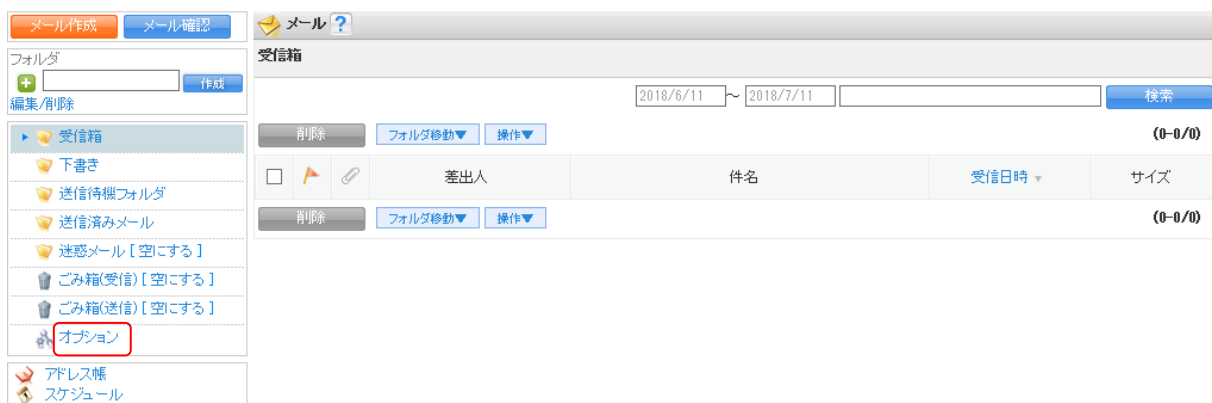 メール作成 メール確認
フォルダ
作成
編集/削除
受信箱
下書き
送信待機フォルダ
送信済みメール
迷惑メール [ 空にする ]
ごみ箱(受信) [ 空にする ]
ごみ箱(送信) [ 空にする ]
オプション
アドレス帳
スケジュール
メール ?
受信箱
2018/6/11 ～ 2018/7/11 検索
削除 フォルダ移動▼ 操作▼ (0-0/0)
差出人 件名 受信日時 ▼ サイズ
削除 フォルダ移動▼ 操作▼ (0-0/0)